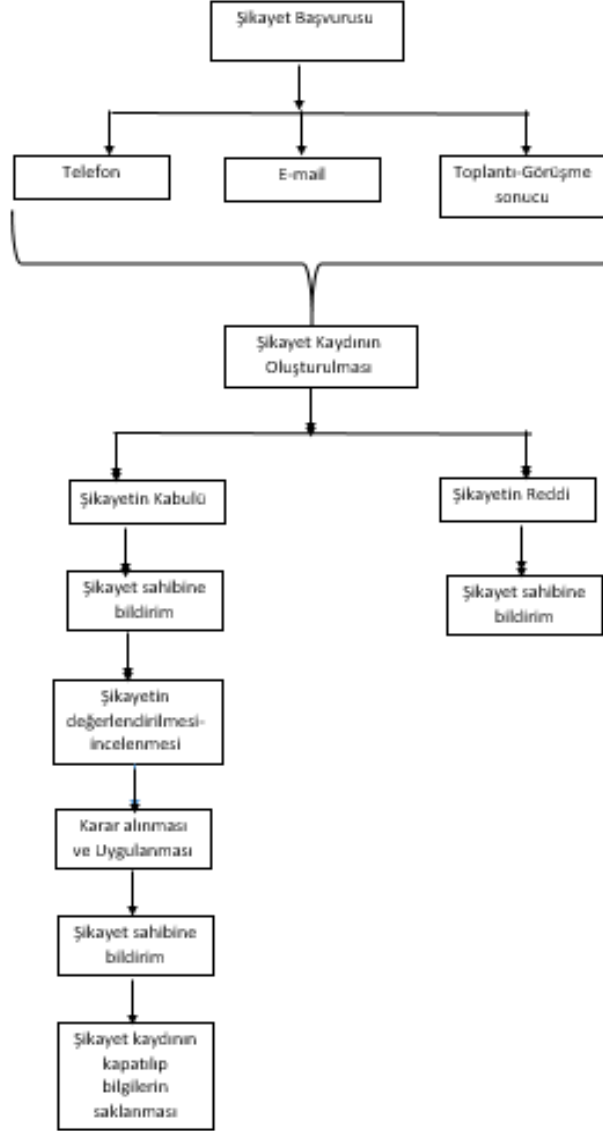 Şikayet Başvurusu
Telefon
E-mail
Toplantı-Görüşme
sonucu
Şikayet Kaydının
Oluşturulması
Şikayetin Kabulü
Şikayetin Reddi
Şikayet sahibine
bildirim
Şikayet sahibine
bildirim
Şikayetin
değerlendirilmesi-
incelenmesi
Karar alınması
ve Uygulanması
Şikayet sahibine
bildirim
Şikayet kaydının
kapatılıp
bilgilerin
saklanması